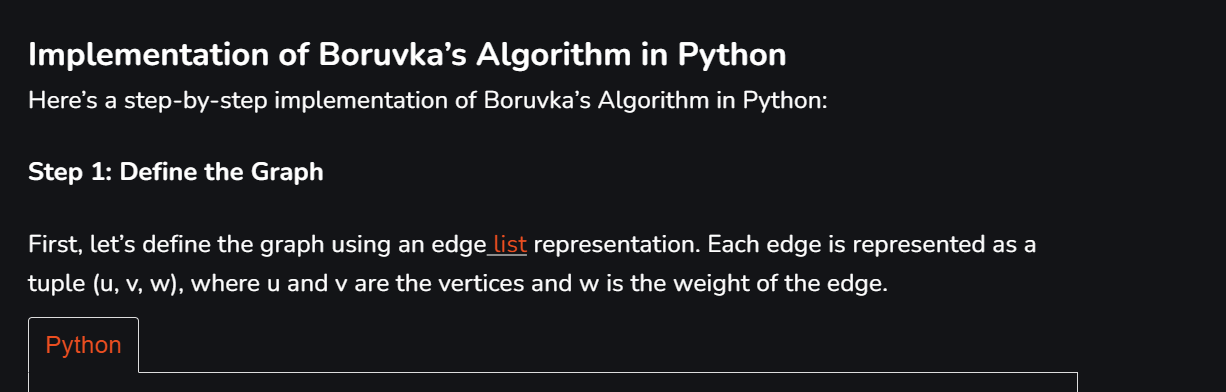 Implementation of Boruvka’s Algorithm in Python
Here’s a step-by-step implementation of Boruvka’s Algorithm in Python:
Step 1: Define the Graph
First, let’s define the graph using an edge list representation. Each edge is represented as a
tuple (u, v, w), where u and v are the vertices and w is the weight of the edge.
Python